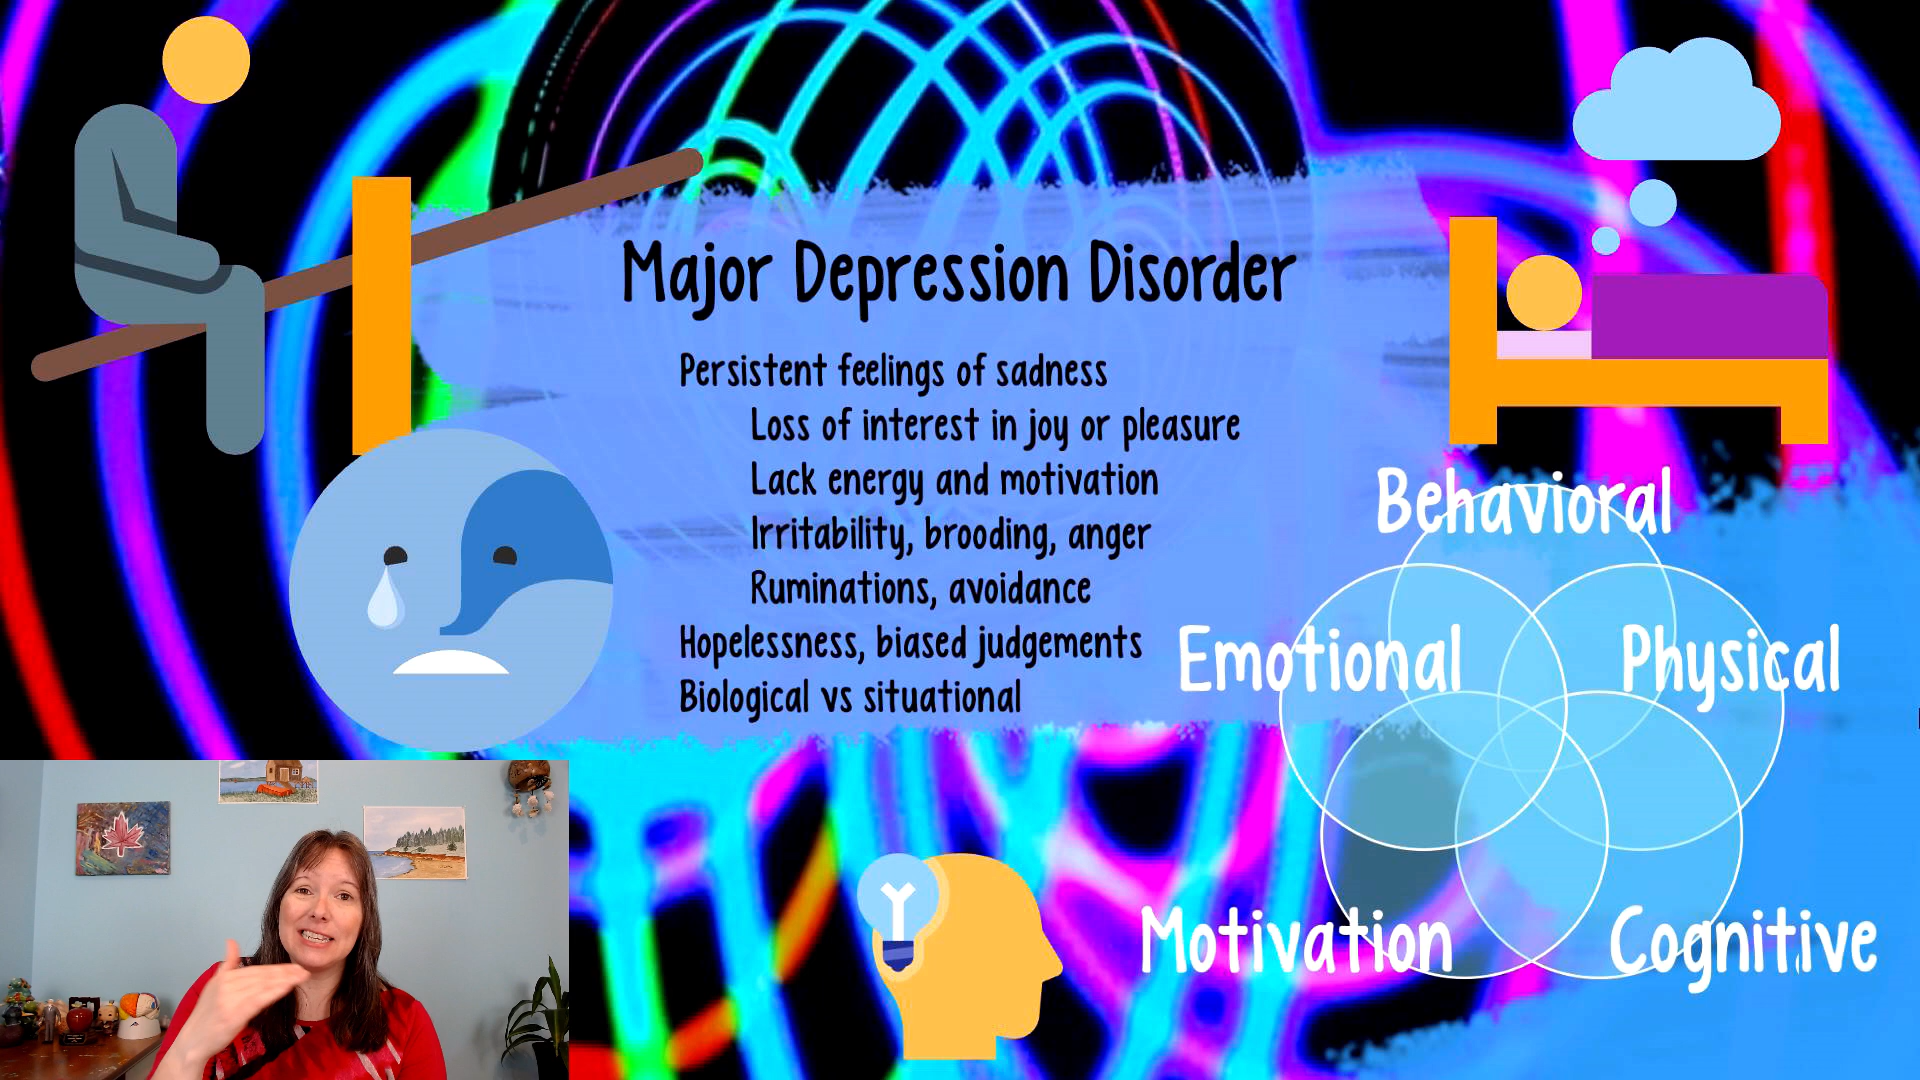 Major Depression Disorder
Persistent feelings of sadness
Loss of interest in joy or pleasure
Lack energy and motivation
Irritability, brooding, anger
Ruminations, avoidance
Hopelessness, biased judgements
Biological vs situational
Behavioral
Emotional
Physical
Motivation
Cognitive